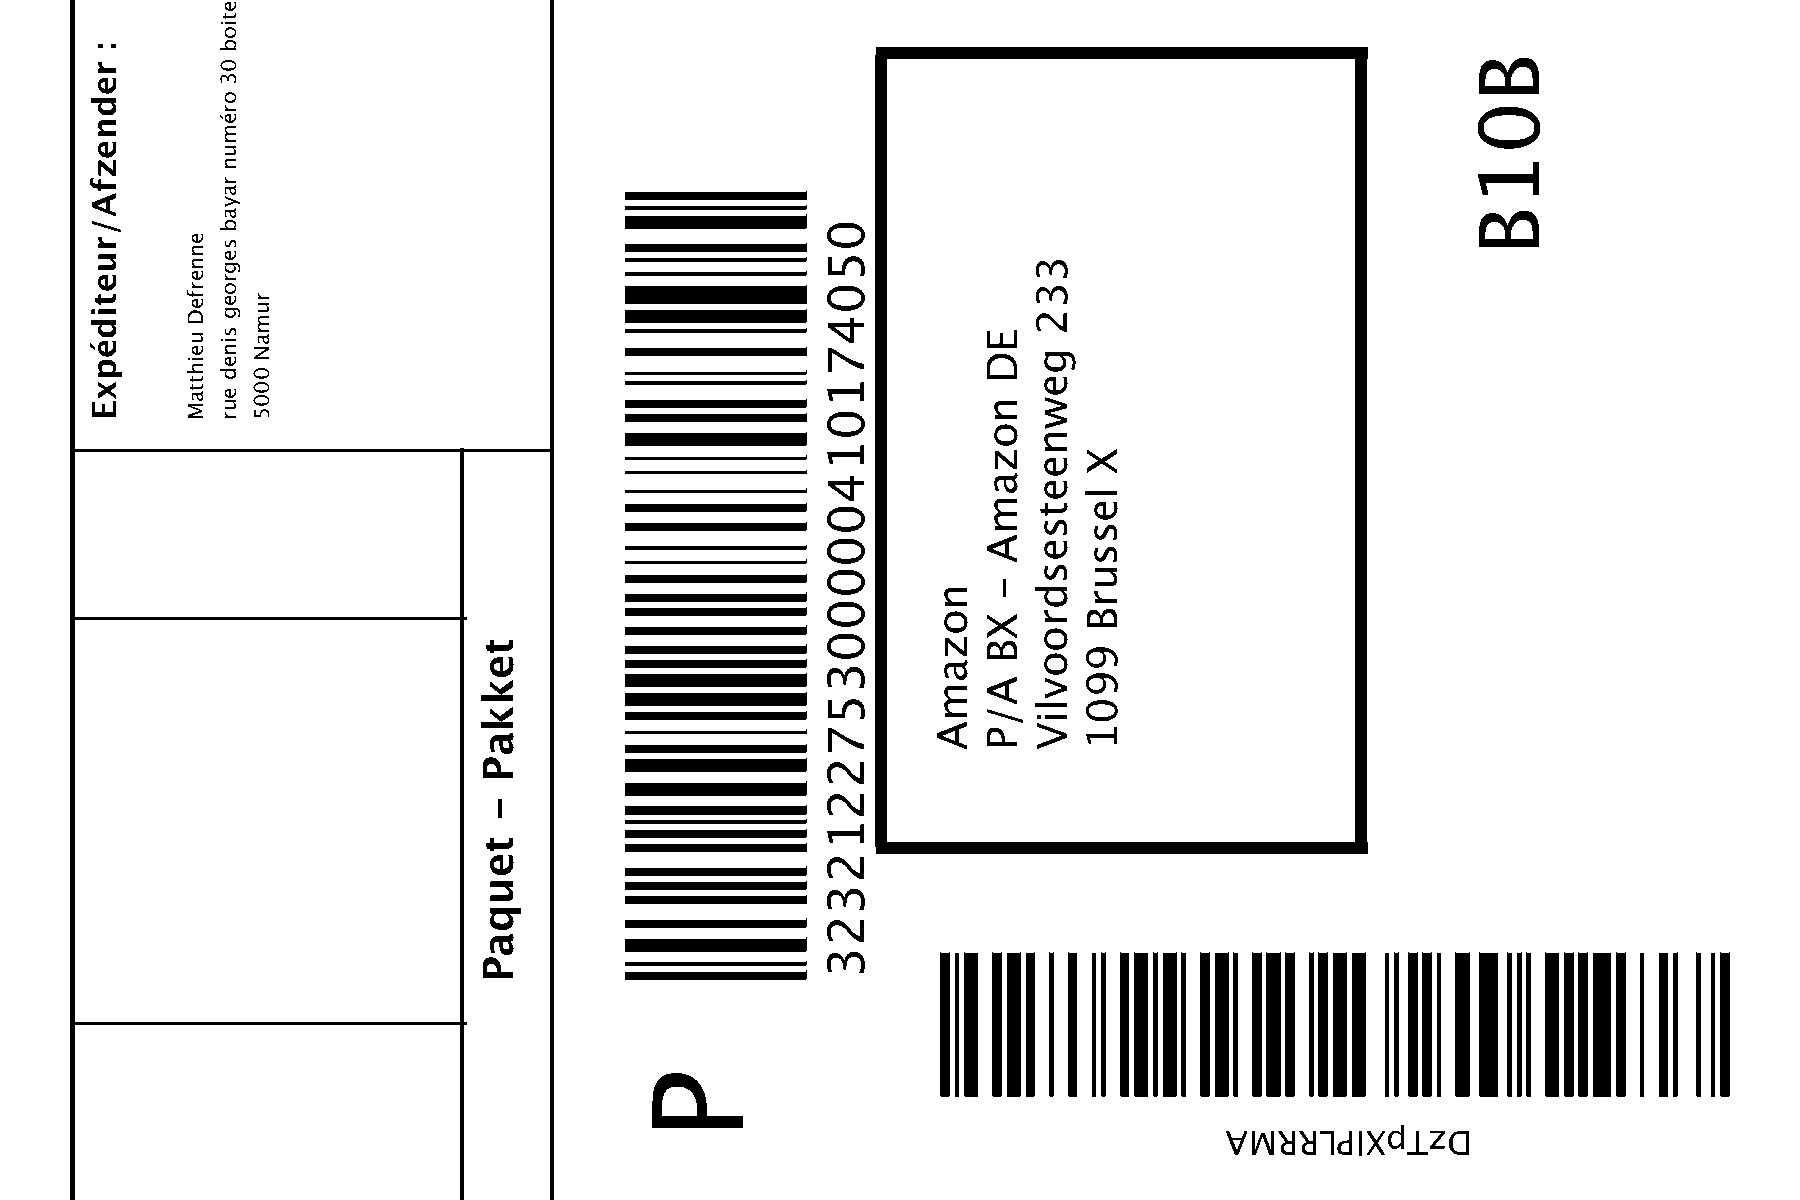 Expéditeur/Afzender :
Matthieu Defrenne
rue denis georges bayar numéro 30 boite
5000 Namur
Paquet – Pakket
P
323212275300000410174050
Amazon
P/A BX – Amazon DE
Vilvoordsesteenweg 233
1099 Brussel X
B10B
DzTpXlPLRRMA